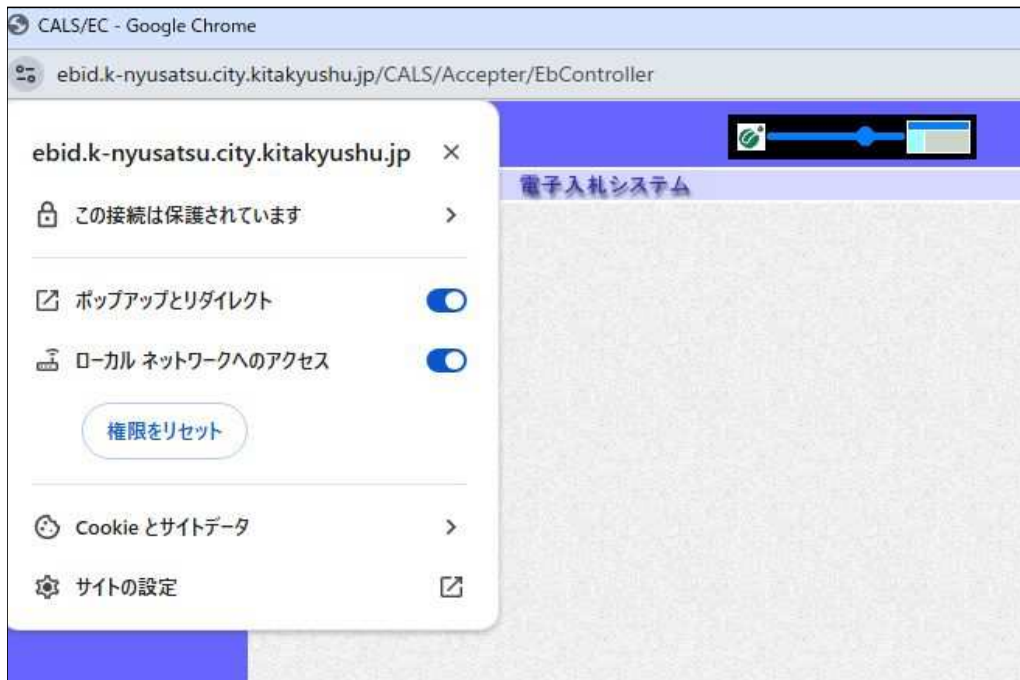 CALS/EC - Google Chrome
ebid.k-nyusatsu.city.kitakyushu.jp/CALS/Accepter/EbController
ebid.k-nyusatsu.city.kitakyushu.jp
電子入札システム
この接続は保護されています
ポップアップとリダイレクト
ローカル ネットワークへのアクセス
権限をリセット
Cookie とサイトデータ
サイトの設定